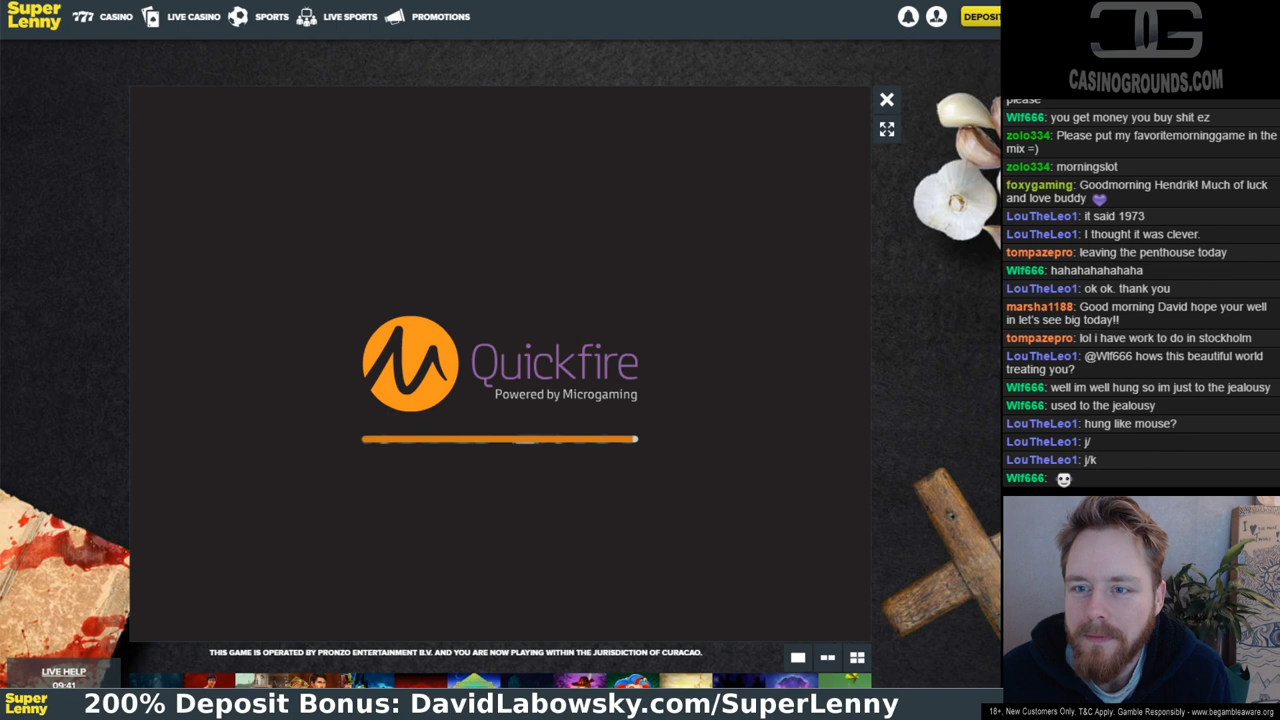 Super Lenny
777 CASINO LIVE CASINO SPORTS LIVE SPORTS PROMOTIONS DEPOSIT
CG
CASINOGROUNDS.COM
please
Wlf666: you get money you buy shit ez
zolo334: Please put my favoritemorninggame in the
mix =)
zolo334: morningslot
foxygaming: Goodmorning Hendrik! Much of luck
and love buddy
LouTheLeo1: it said 1973
LouTheLeo1: I thought it was clever.
tompazepro: leaving the penthouse today
Wlf666: hahahahahahaha
LouTheLeo1: ok ok. thank you
marsha1188: Good morning David hope your well
in let's see big today!!
tompazepro: lol i have work to do in stockholm
LouTheLeo1: @Wlf666 hows this beautiful world
treating you?
Wlf666: well im well hung so im just to the jealousy
Wlf666: used to the jealousy
LouTheLeo1: hung like mouse?
LouTheLeo1: j/
LouTheLeo1: j/k
Wlf666:
Quickfire
Powered by Microgaming
THIS GAME IS OPERATED BY PRONZO ENTERTAINMENT B.V. AND YOU ARE NOW PLAYING WITHIN THE JURISDICTION OF CURACAO.
LIVE HELP
09:41
Super Lenny
200% Deposit Bonus: DavidLabowsky.com/SuperLenny
18+, New Customers Only, T&C Apply, Gamble Responsibly - www.begambleaware.org